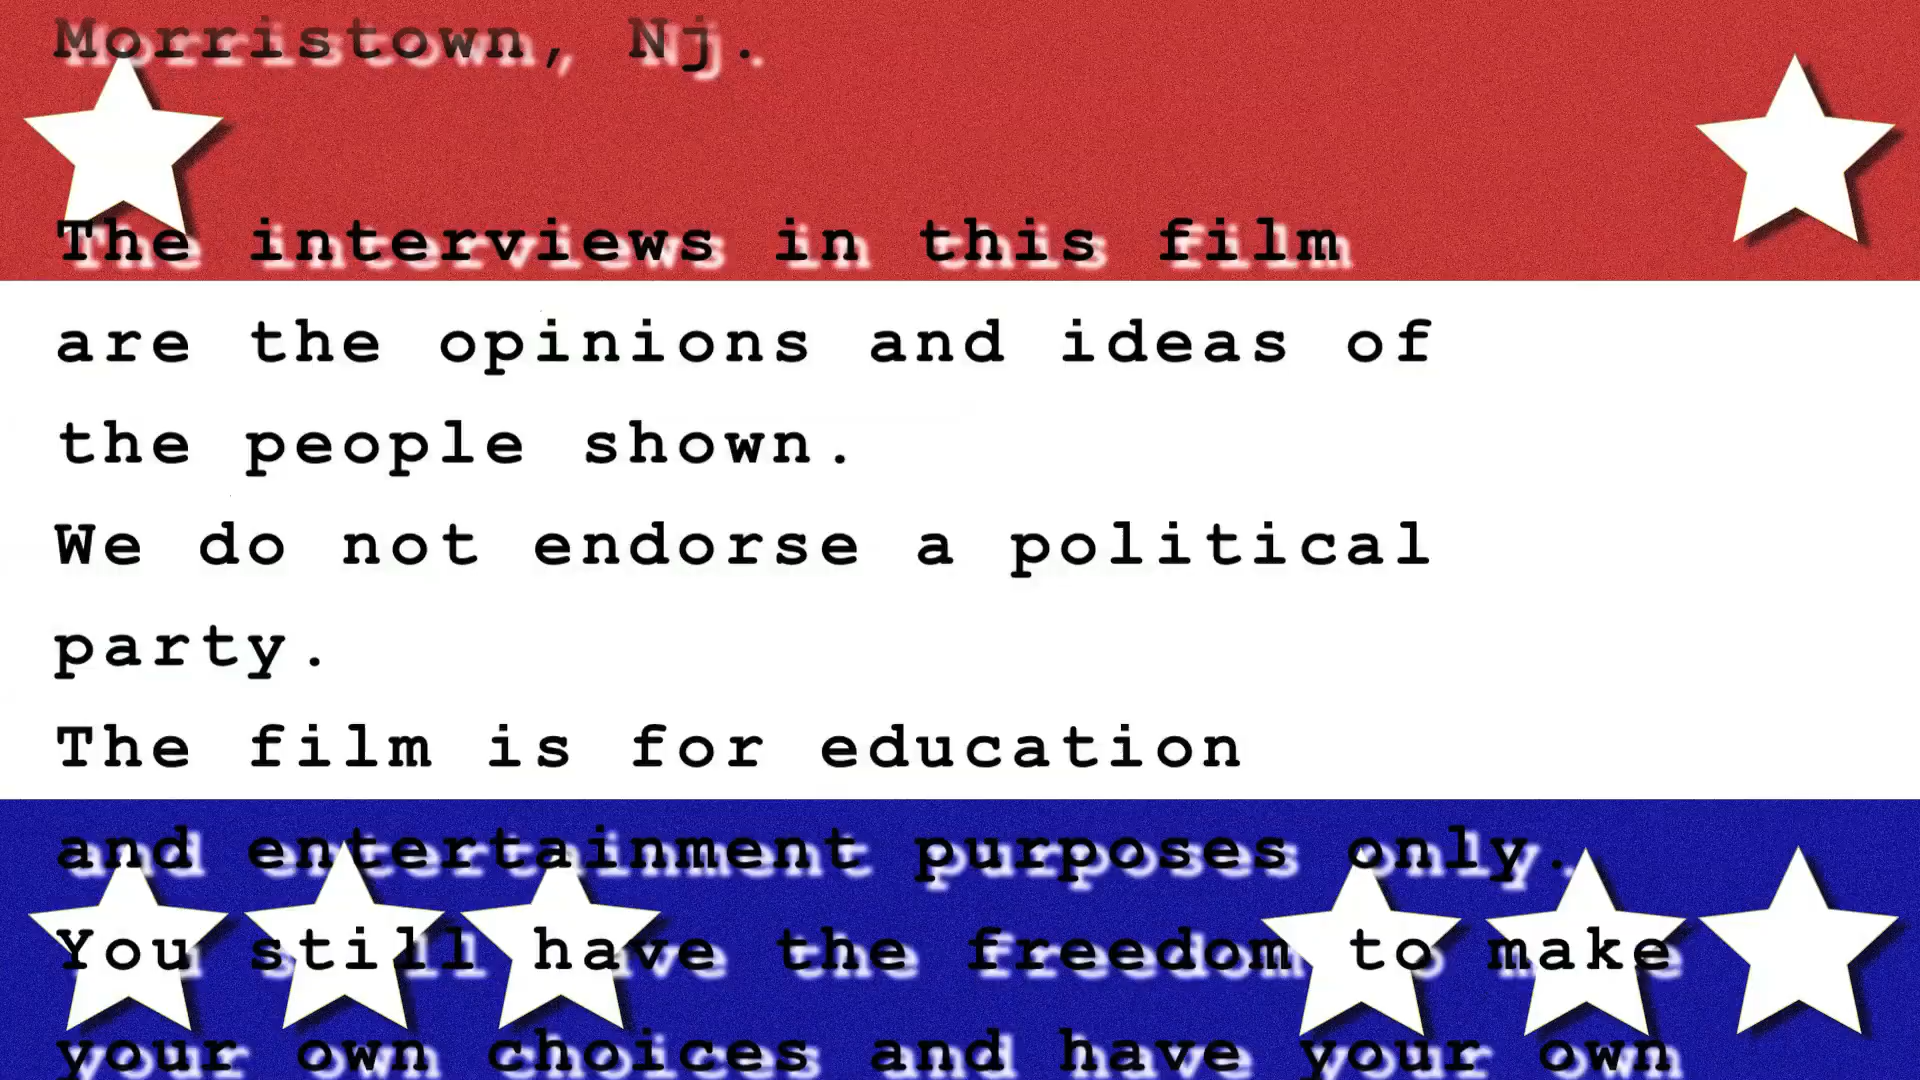 Morristown, Nj.
The interviews in this film
are the opinions and ideas of
the people shown.
We do not endorse a political
party.
The film is for education
and entertainment purposes only.
You still have the freedom to make
your own choices and have your own